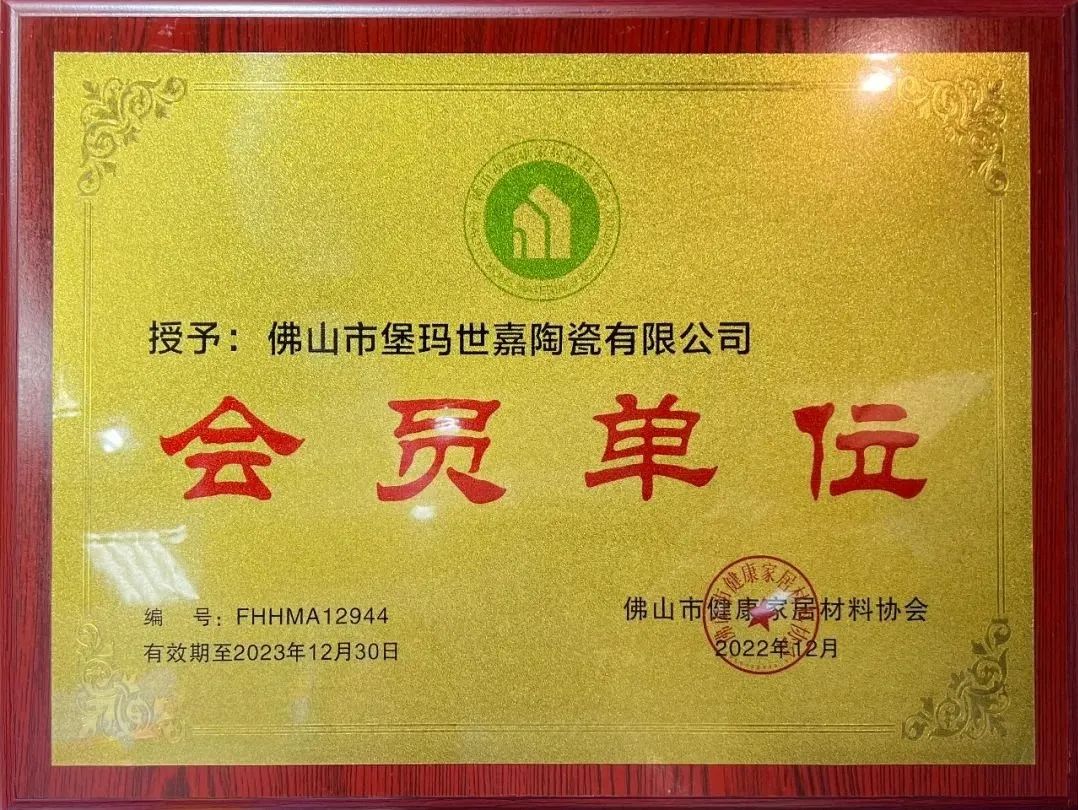 授予：佛山市堡玛世嘉陶瓷有限公司
会员单位
编 号：FHHMA12944
有效期至2023年12月30日
佛山市健康家居材料协会
2022年12月